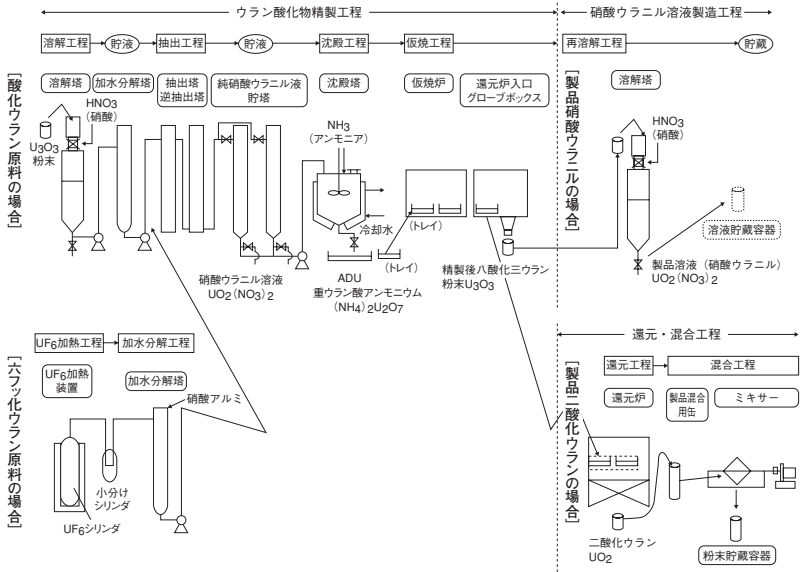 ウラン酸化物精製工程
硝酸ウラニル溶液製造工程
溶解工程
貯液
抽出工程
貯液
沈殿工程
仮焼工程
再溶解工程
貯蔵
[酸化ウラン原料の場合]
溶解塔
加水分解塔
抽出塔
逆抽出塔
純硝酸ウラニル液
貯塔
沈殿塔
仮焼炉
還元炉入口
グローブボックス
[製品硝酸ウラニルの場合]
溶解塔
HNO3
(硝酸)
U3O3
粉末
NH3
(アンモニア)
冷却水
(トレイ)
(トレイ)
HNO3
(硝酸)
溶液貯蔵容器
硝酸ウラニル溶液
UO2(NO3)2
ADU
重ウラン酸アンモニウム
(NH4)2U2O7
精製後八酸化三ウラン
粉末U3O3
製品溶液(硝酸ウラニル)
UO2(NO3)2
[六フッ化ウラン原料の場合]
UF6加熱工程
加水分解工程
UF6加熱
装置
加水分解塔
硝酸アルミ
小分け
シリンダ
UF6シリンダ
還元・混合工程
[製品二酸化ウランの場合]
還元工程
混合工程
還元炉
製品混合
用缶
ミキサー
二酸化ウラン
UO2
粉末貯蔵容器